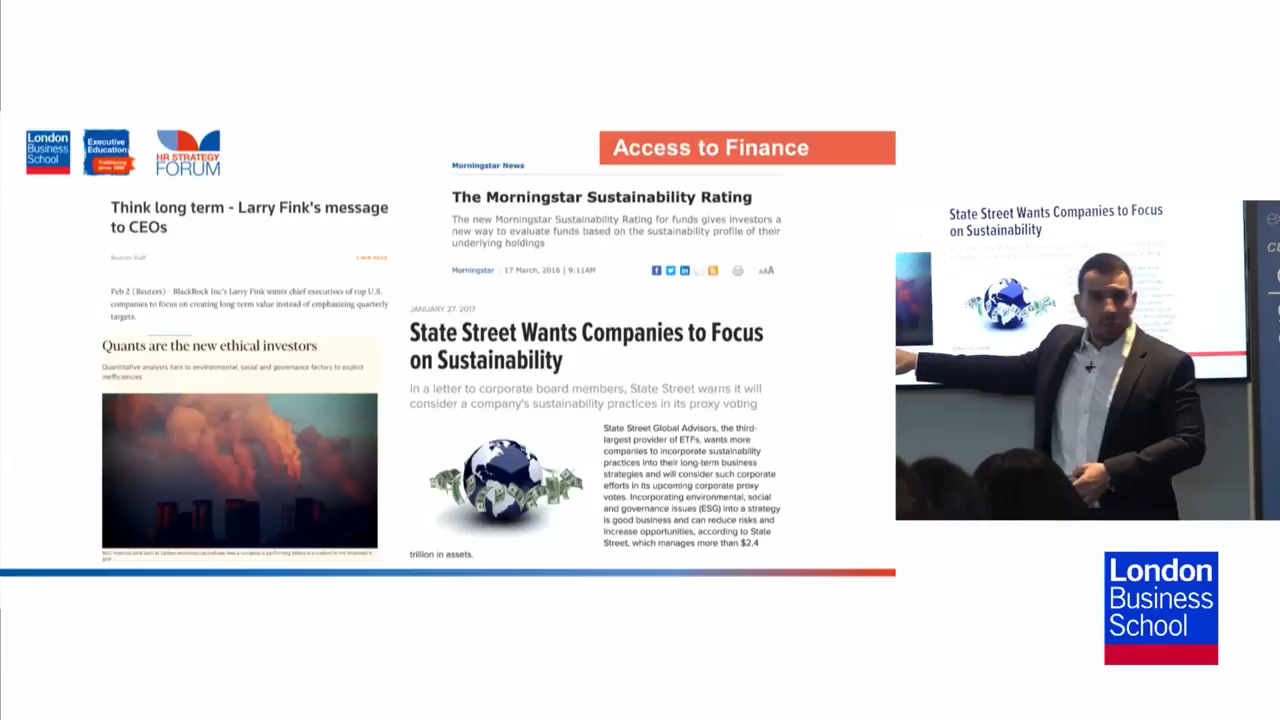 London
Business
School
Executive
Education
HR STRATEGY
FORUM
Access to Finance
Think long term - Larry Fink's message
to CEOs
Reuters Staff
2 MIN READ
Feb 2 (Reuters) - BlackRock Inc's Larry Fink wants chief executives of top U.S.
companies to focus on creating long-term value instead of emphasizing quarterly
targets.
Quants are the new ethical investors
Quantitative analysts turn to environmental, social and governance factors to exploit
inefficiencies
Morningstar News
The Morningstar Sustainability Rating
The new Morningstar Sustainability Rating for funds gives investors a
new way to evaluate funds based on the sustainability profile of their
underlying holdings
Morningstar | 17 March, 2016 | 9:11AM
AAA
JANUARY 27, 2017
State Street Wants Companies to Focus
on Sustainability
In a letter to corporate board members, State Street warns it will
consider a company's sustainability practices in its proxy voting
State Street Global Advisors, the third-
largest provider of ETFs, wants more
companies to incorporate sustainability
practices into their long-term business
strategies and will consider such corporate
efforts in its upcoming corporate proxy
votes. Incorporating environmental, social
and governance issues (ESG) into a strategy
is good business and can reduce risks and
increase opportunities, according to State
Street, which manages more than $2.4
trillion in assets.
State Street Wants Companies to Focus
on Sustainability
London
Business
School